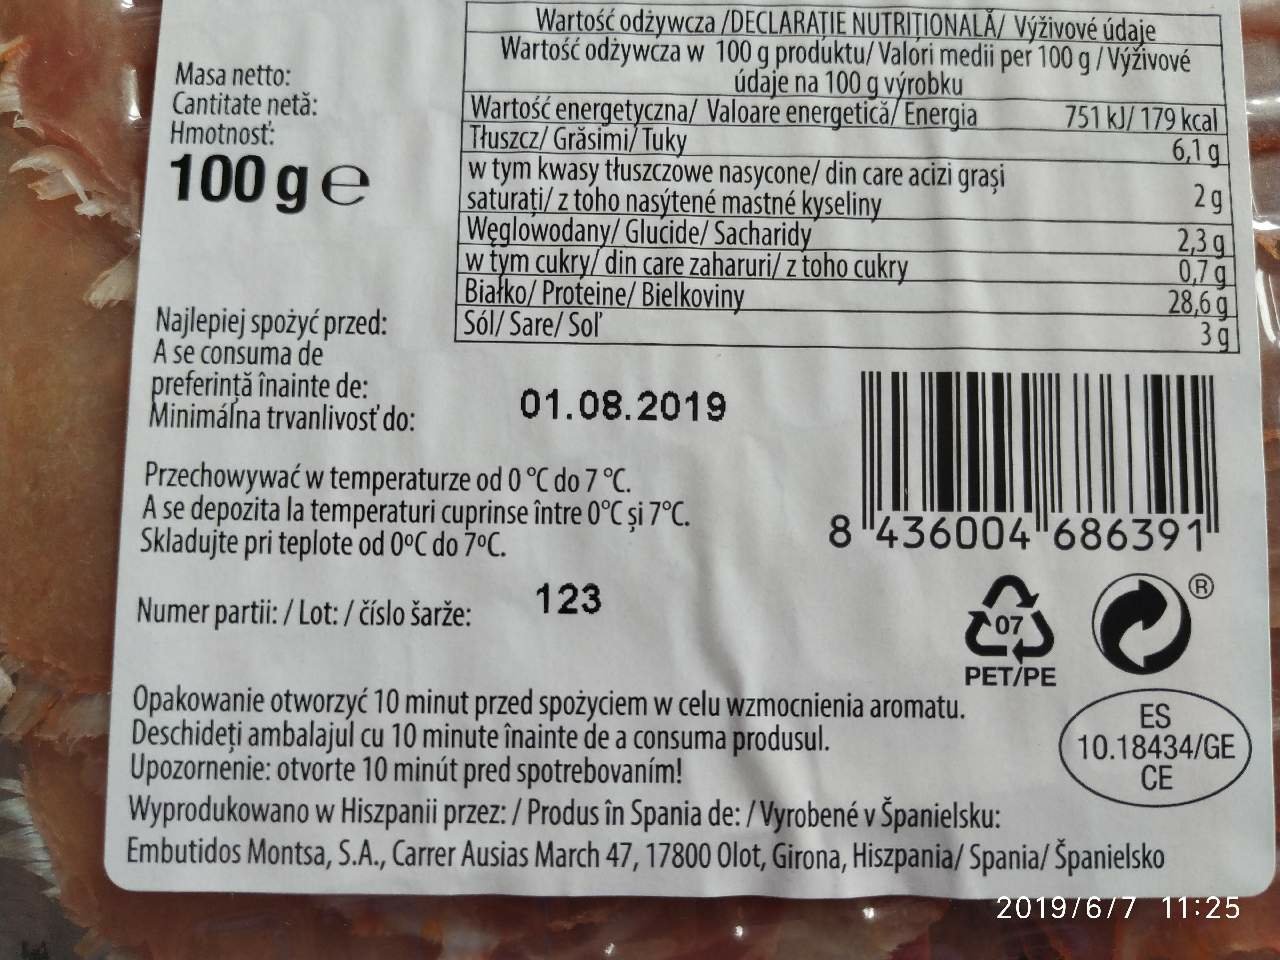 Wartość odżywcza /DECLARAȚIE NUTRIȚIONALĂ/ Výživové údaje
Wartość odżywcza w 100 g produktu/ Valori medii per 100 g / Výživové
údaje na 100 g výrobku
Wartość energetyczna/ Valoare energetică/ Energia 751 kJ/ 179 kcal
Tłuszcz/ Grăsimi/ Tuky 6,1 g
w tym kwasy tłuszczowe nasycone/ din care acizi grași
saturați/ z toho nasýtené mastné kyseliny 2 g
Węglowodany/ Glucide/ Sacharidy 2,3 g
w tym cukry/ din care zaharuri/ z toho cukry 0,7 g
Białko/ Proteine/ Bielkoviny 28,6 g
Sól/ Sare/ Soľ 3 g
Masa netto:
Cantitate netă:
Hmotnosť:
100 g ℮
Najlepiej spożyć przed:
A se consuma de
preferință înainte de:
Minimálna trvanlivosť do:
01.08.2019
Przechowywać w temperaturze od 0 °C do 7 °C.
A se depozita la temperaturi cuprinse între 0°C și 7°C.
Skladujte pri teplote od 0ºC do 7ºC.
8 436004 686391
Numer partii: / Lot: / číslo šarže: 123
07
PET/PE
®
ES
10.18434/GE
CE
Opakowanie otworzyć 10 minut przed spożyciem w celu wzmocnienia aromatu.
Deschideți ambalajul cu 10 minute înainte de a consuma produsul.
Upozornenie: otvorte 10 minút pred spotrebovaním!
Wyprodukowano w Hiszpanii przez: / Produs în Spania de: / Vyrobené v Španielsku:
Embutidos Montsa, S.A., Carrer Ausias March 47, 17800 Olot, Girona, Hiszpania/ Spania/ Španielsko
2019/6/7 11:25